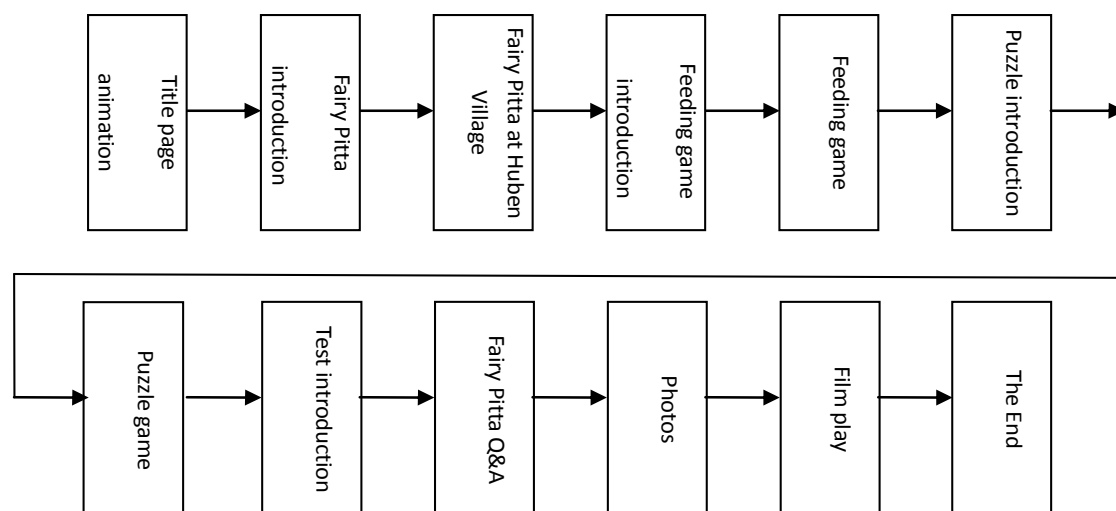 Title page
animation
Fairy Pitta
introduction
Fairy Pitta at Huben
Village
Feeding game
introduction
Feeding game
Puzzle introduction
Puzzle game
Test introduction
Fairy Pitta Q&A
Photos
Film play
The End